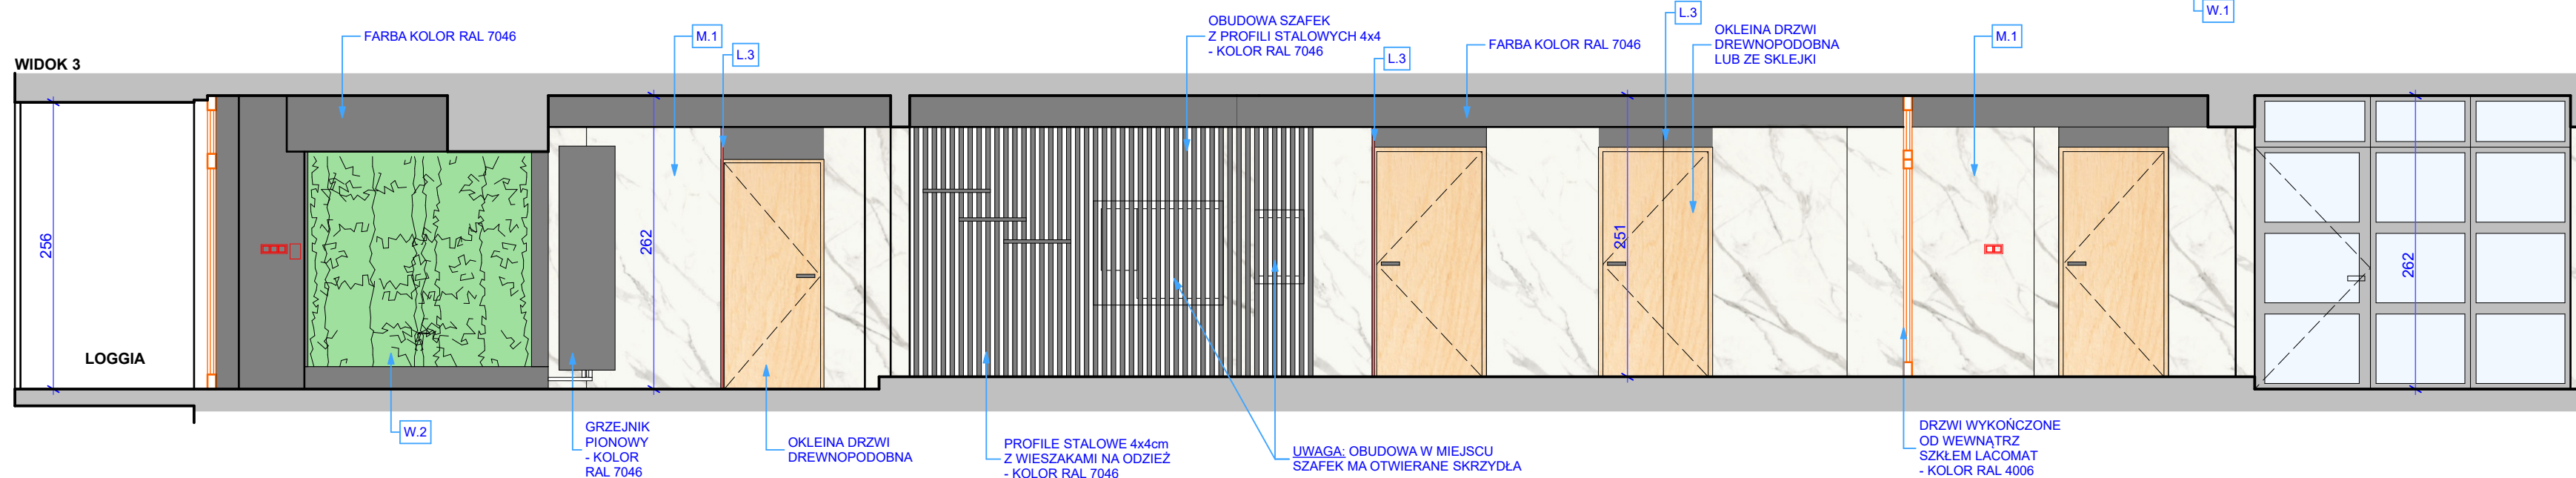 W.1
L.3
OBUDOWA SZAFEK
Z PROFILI STALOWYCH 4x4
- KOLOR RAL 7046
FARBA KOLOR RAL 7046
M.1
L.3
FARBA KOLOR RAL 7046
OKLEINA DRZWI
DREWNOPODOBNA
LUB ZE SKLEJKI
M.1
L.3
WIDOK 3
256
262
251
262
LOGGIA
W.2
GRZEJNIK
PIONOWY
- KOLOR
RAL 7046
OKLEINA DRZWI
DREWNOPODOBNA
PROFILE STALOWE 4x4cm
Z WIESZAKAMI NA ODZIEŻ
- KOLOR RAL 7046
UWAGA: OBUDOWA W MIEJSCU
SZAFEK MA OTWIERANE SKRZYDŁA
DRZWI WYKOŃCZONE
OD WEWNĄTRZ
SZKŁEM LACOMAT
- KOLOR RAL 4006